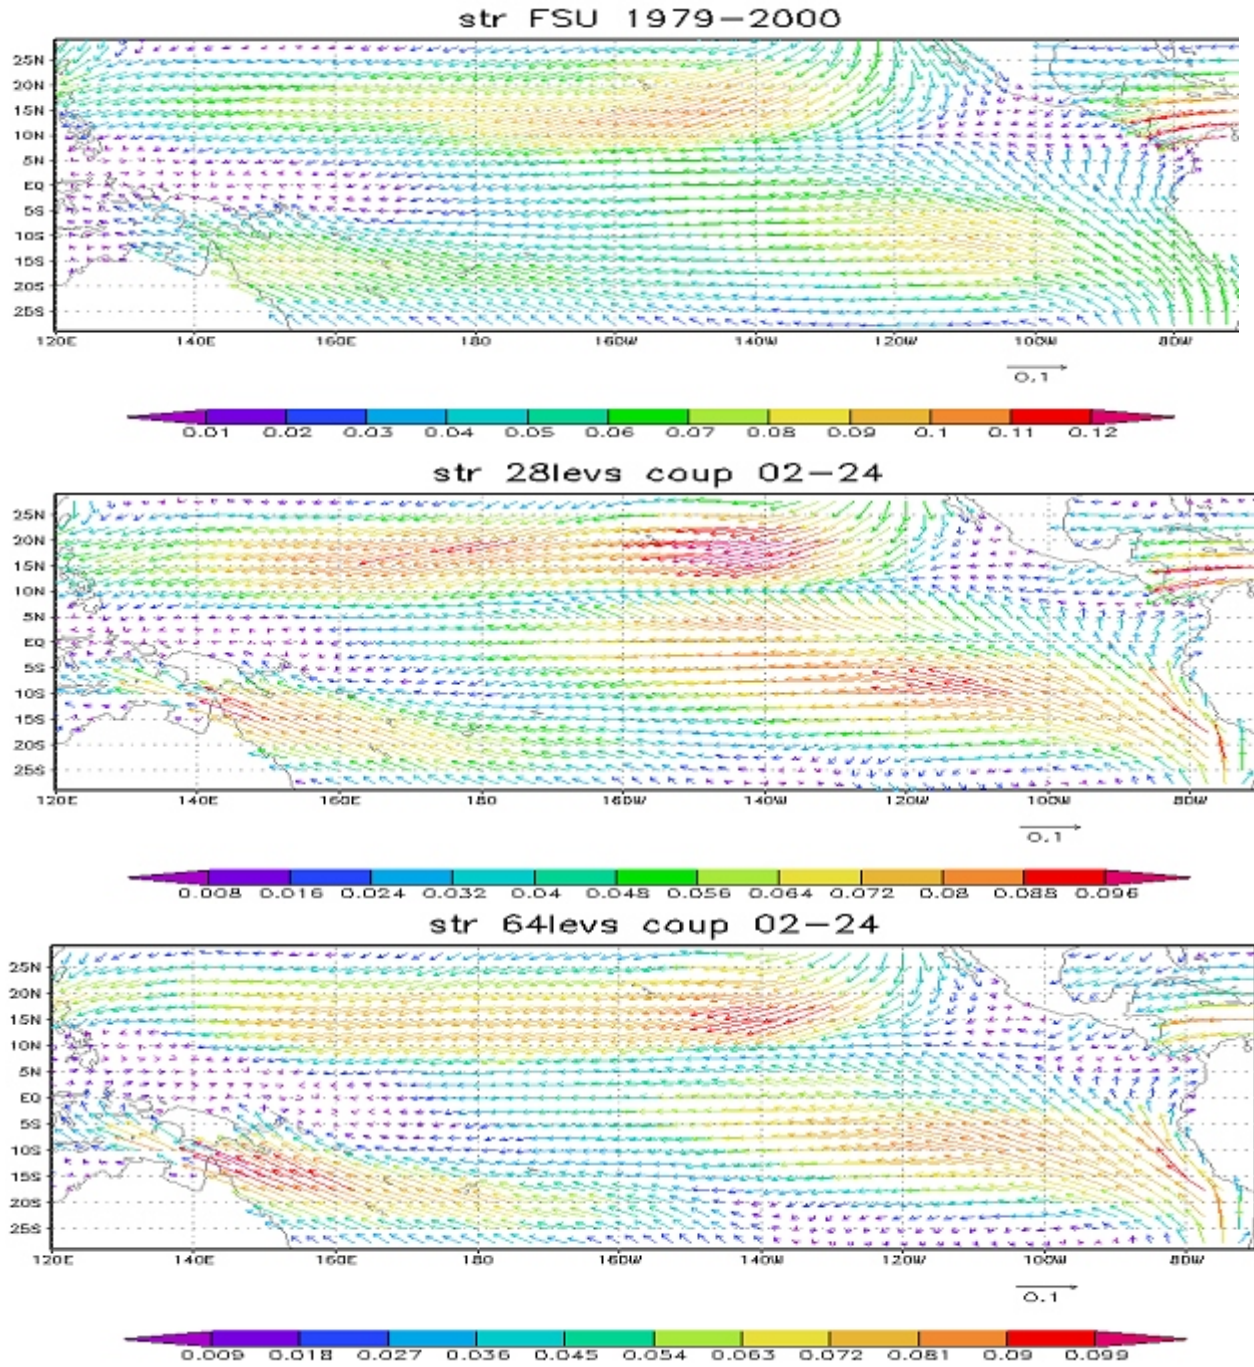 str FSU 1979-2000
25N
20N
15N
10N
5N
EQ
5S
10S
15S
20S
25S
120E 140E 160E 180 160W 140W 120W 100W 80W
0.1
0.01 0.02 0.03 0.04 0.05 0.06 0.07 0.08 0.09 0.1 0.11 0.12
str 28levs coup 02-24
25N
20N
15N
10N
5N
EQ
5S
10S
15S
20S
25S
120E 140E 160E 180 160W 140W 120W 100W 80W
0.1
0.008 0.016 0.024 0.032 0.04 0.048 0.056 0.064 0.072 0.08 0.088 0.096
str 64levs coup 02-24
25N
20N
15N
10N
5N
EQ
5S
10S
15S
20S
25S
120E 140E 160E 180 160W 140W 120W 100W 80W
0.1
0.009 0.018 0.027 0.036 0.045 0.054 0.063 0.072 0.081 0.09 0.099